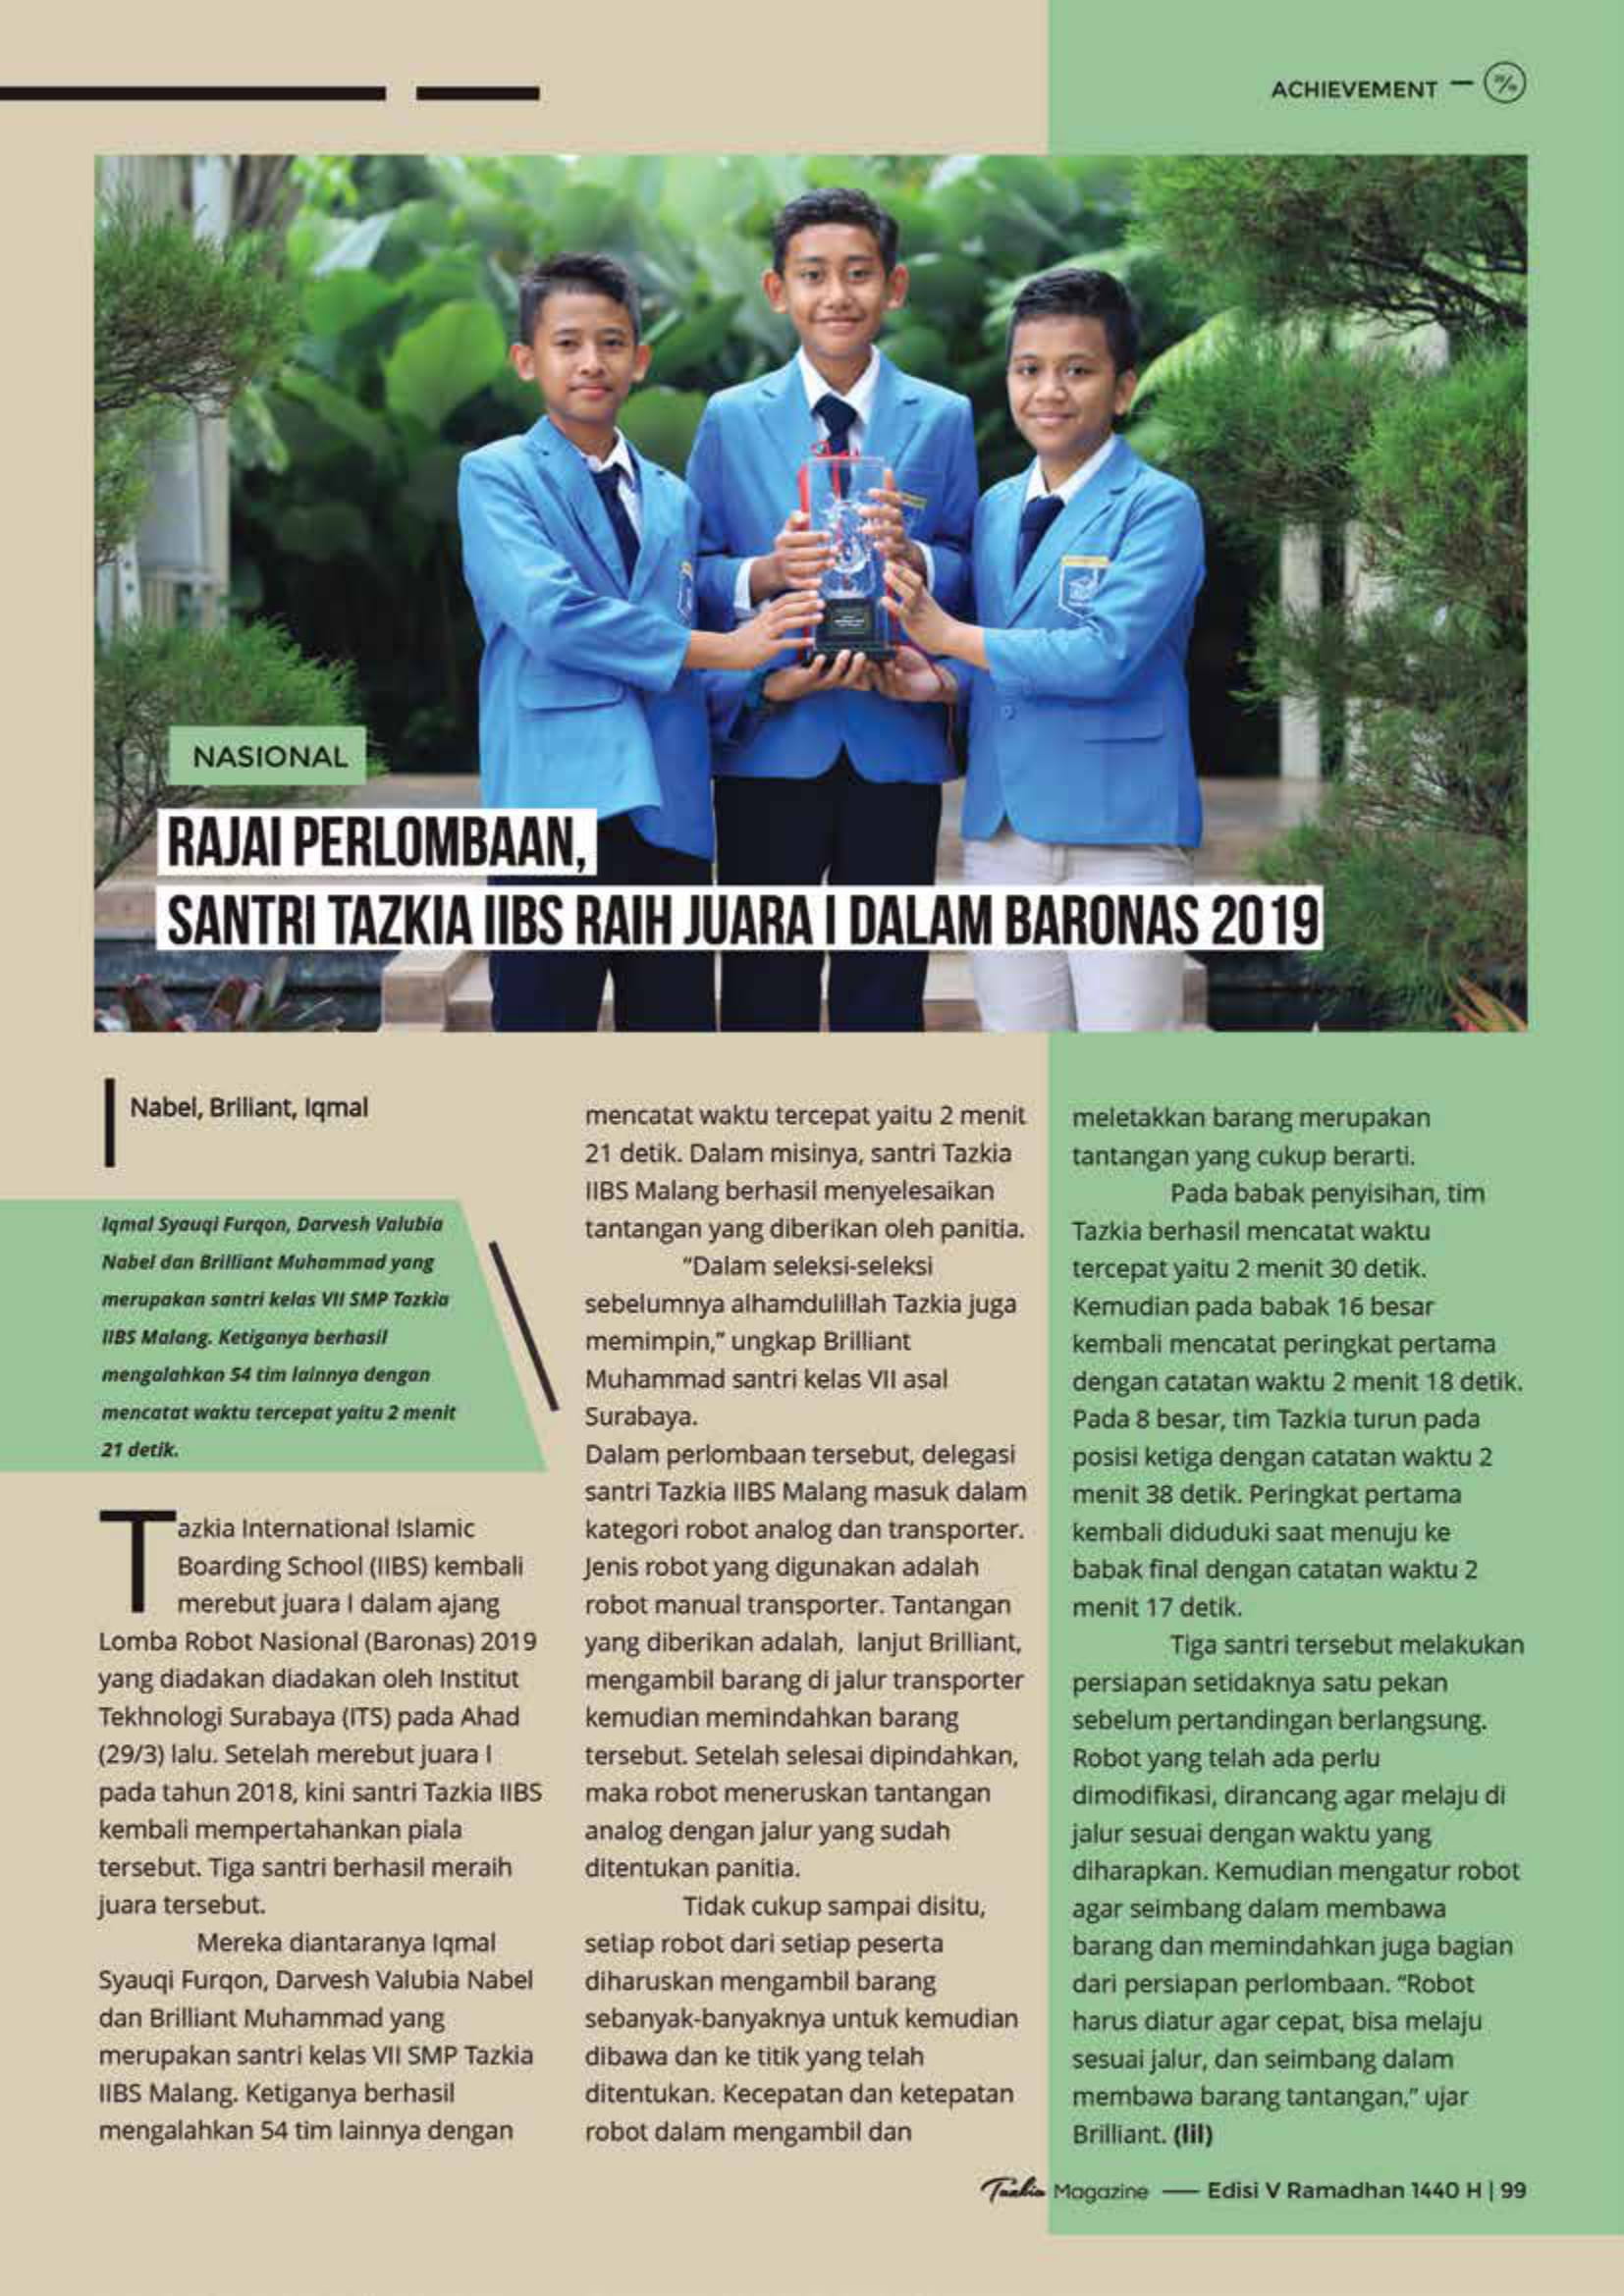 ACHIEVEMENT —
NASIONAL
RAJAI PERLOMBAAN,
SANTRI TAZKIA IIBS RAIH JUARA I DALAM BARONAS 2019
Nabel, Briliant, Iqmal
Iqmal Syauqi Furqon, Darvesh Valubia
Nabel dan Brilliant Muhammad yang
merupakan santri kelas VII SMP Tazkia
IIBS Malang. Ketiganya berhasil
mengalahkan 54 tim lainnya dengan
mencatat waktu tercepat yaitu 2 menit
21 detik.
Tazkia International Islamic
Boarding School (IIBS) kembali
merebut juara I dalam ajang
Lomba Robot Nasional (Baronas) 2019
yang diadakan diadakan oleh Institut
Tekhnologi Surabaya (ITS) pada Ahad
(29/3) lalu. Setelah merebut juara I
pada tahun 2018, kini santri Tazkia IIBS
kembali mempertahankan piala
tersebut. Tiga santri berhasil meraih
juara tersebut.
Mereka diantaranya Iqmal
Syauqi Furqon, Darvesh Valubia Nabel
dan Brilliant Muhammad yang
merupakan santri kelas VII SMP Tazkia
IIBS Malang. Ketiganya berhasil
mengalahkan 54 tim lainnya dengan
mencatat waktu tercepat yaitu 2 menit
21 detik. Dalam misinya, santri Tazkia
IIBS Malang berhasil menyelesaikan
tantangan yang diberikan oleh panitia.
“Dalam seleksi-seleksi
sebelumnya alhamdulillah Tazkia juga
memimpin,” ungkap Brilliant
Muhammad santri kelas VII asal
Surabaya.
Dalam perlombaan tersebut, delegasi
santri Tazkia IIBS Malang masuk dalam
kategori robot analog dan transporter.
Jenis robot yang digunakan adalah
robot manual transporter. Tantangan
yang diberikan adalah, lanjut Brilliant,
mengambil barang di jalur transporter
kemudian memindahkan barang
tersebut. Setelah selesai dipindahkan,
maka robot meneruskan tantangan
analog dengan jalur yang sudah
ditentukan panitia.
Tidak cukup sampai disitu,
setiap robot dari setiap peserta
diharuskan mengambil barang
sebanyak-banyaknya untuk kemudian
dibawa dan ke titik yang telah
ditentukan. Kecepatan dan ketepatan
robot dalam mengambil dan
meletakkan barang merupakan
tantangan yang cukup berarti.
Pada babak penyisihan, tim
Tazkia berhasil mencatat waktu
tercepat yaitu 2 menit 30 detik.
Kemudian pada babak 16 besar
kembali mencatat peringkat pertama
dengan catatan waktu 2 menit 18 detik.
Pada 8 besar, tim Tazkia turun pada
posisi ketiga dengan catatan waktu 2
menit 38 detik. Peringkat pertama
kembali diduduki saat menuju ke
babak final dengan catatan waktu 2
menit 17 detik.
Tiga santri tersebut melakukan
persiapan setidaknya satu pekan
sebelum pertandingan berlangsung.
Robot yang telah ada perlu
dimodifikasi, dirancang agar melaju di
jalur sesuai dengan waktu yang
diharapkan. Kemudian mengatur robot
agar seimbang dalam membawa
barang dan memindahkan juga bagian
dari persiapan perlombaan. “Robot
harus diatur agar cepat, bisa melaju
sesuai jalur, dan seimbang dalam
membawa barang tantangan,” ujar
Brilliant. (lil)
Tazkia Magazine — Edisi V Ramadhan 1440 H | 99